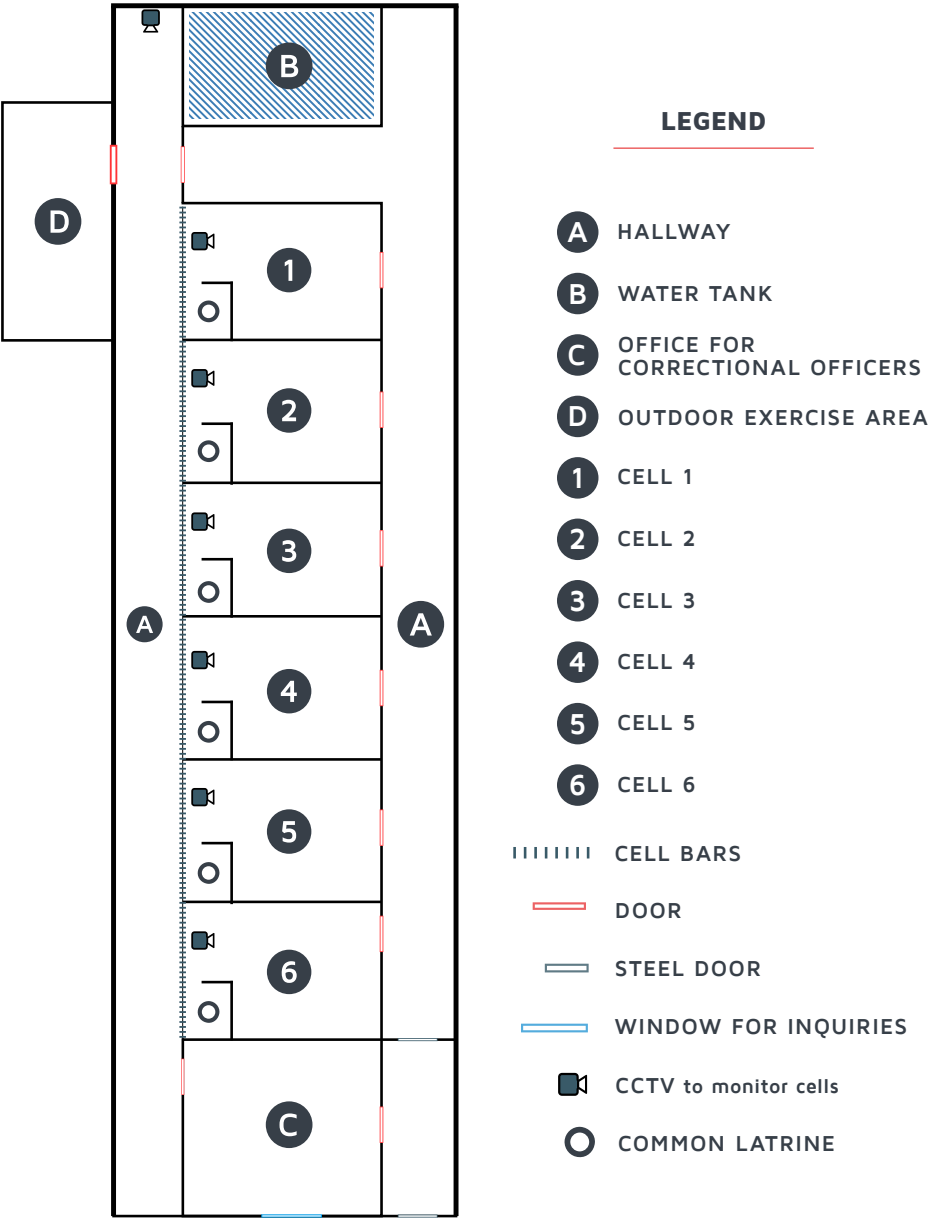 B
D
1
2
3
A
A
4
5
6
C
LEGEND
A HALLWAY
B WATER TANK
C OFFICE FOR
CORRECTIONAL OFFICERS
D OUTDOOR EXERCISE AREA
1 CELL 1
2 CELL 2
3 CELL 3
4 CELL 4
5 CELL 5
6 CELL 6
CELL BARS
DOOR
STEEL DOOR
WINDOW FOR INQUIRIES
CCTV to monitor cells
COMMON LATRINE